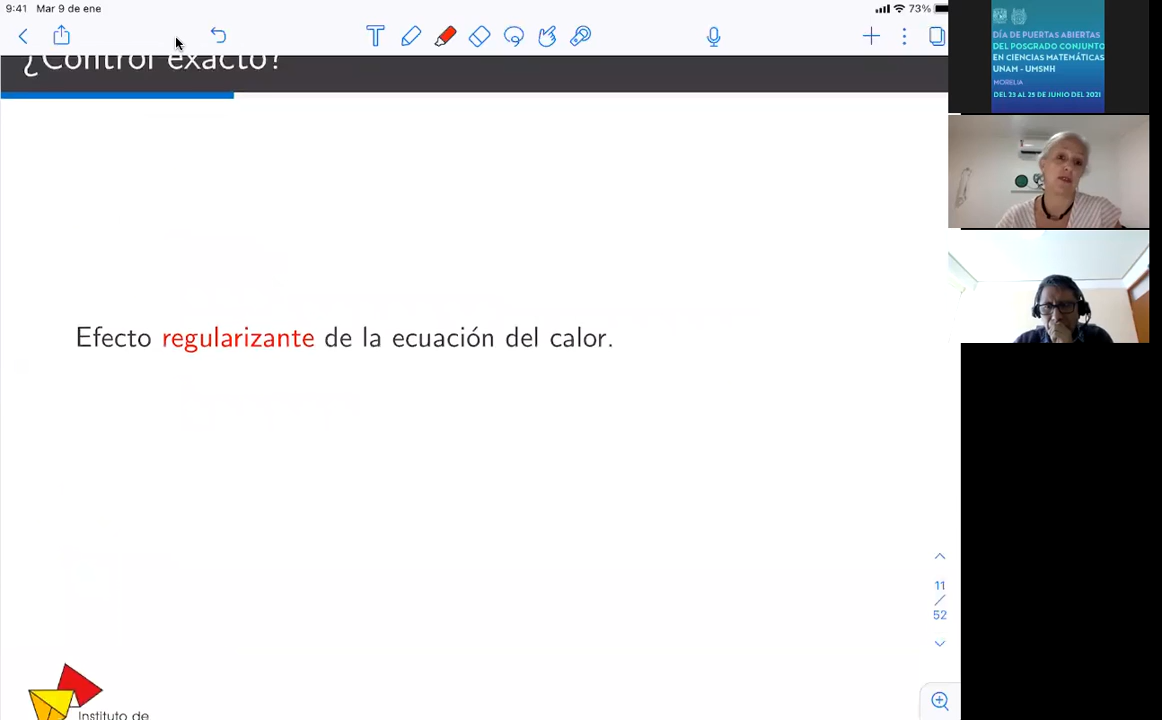 9:41 Mar 9 de ene
73%
¿Control exacto?
Efecto regularizante de la ecuación del calor.
11
/
52
Instituto de
DÍA DE PUERTAS ABIERTAS
DEL POSGRADO CONJUNTO
EN CIENCIAS MATEMÁTICAS
UNAM - UMSNH
MORELIA
DEL 23 AL 25 DE JUNIO DEL 2021